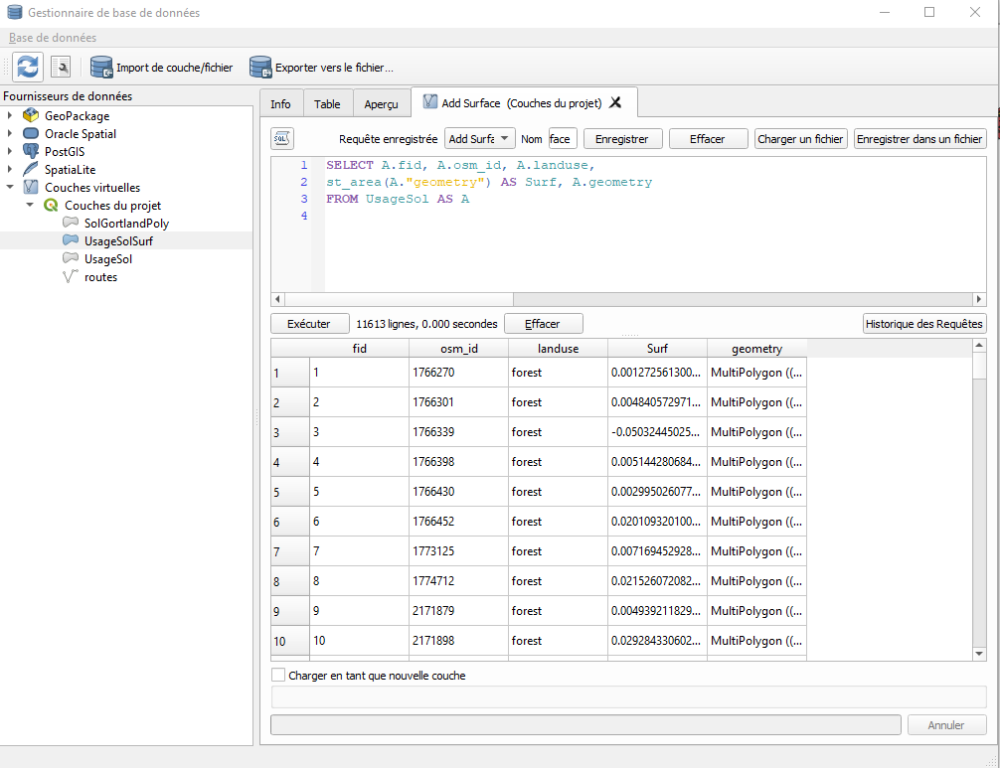 Gestionnaire de base de données
Base de données
Import de couche/fichier
Exporter vers le fichier…
Fournisseurs de données
GeoPackage
Oracle Spatial
PostGIS
SpatiaLite
Couches virtuelles
Couches du projet
SolGortlandPoly
UsageSolSurf
UsageSol
routes
Info
Table
Aperçu
Add Surface (Couches du projet)
SQL
Requête enregistrée
Add Surfa
Nom
face
Enregistrer
Effacer
Charger un fichier
Enregistrer dans un fichier
1 SELECT A.fid, A.osm_id, A.landuse,
2 st_area(A."geometry") AS Surf, A.geometry
3 FROM UsageSol AS A
4
Exécuter
11613 lignes, 0.000 secondes
Effacer
Historique des Requêtes
fid osm_id landuse Surf geometry
1 1 1766270 forest 0.001272561300... MultiPolygon ((...
2 2 1766301 forest 0.004840572971... MultiPolygon ((...
3 3 1766339 forest -0.05032445025... MultiPolygon ((...
4 4 1766398 forest 0.005144280684... MultiPolygon ((...
5 5 1766430 forest 0.002995026077... MultiPolygon ((...
6 6 1766452 forest 0.020109320100... MultiPolygon ((...
7 7 1773125 forest 0.007169452928... MultiPolygon ((...
8 8 1774712 forest 0.021526072082... MultiPolygon ((...
9 9 2171879 forest 0.004939211829... MultiPolygon ((...
10 10 2171898 forest 0.029284330602... MultiPolygon ((...
Charger en tant que nouvelle couche
Annuler